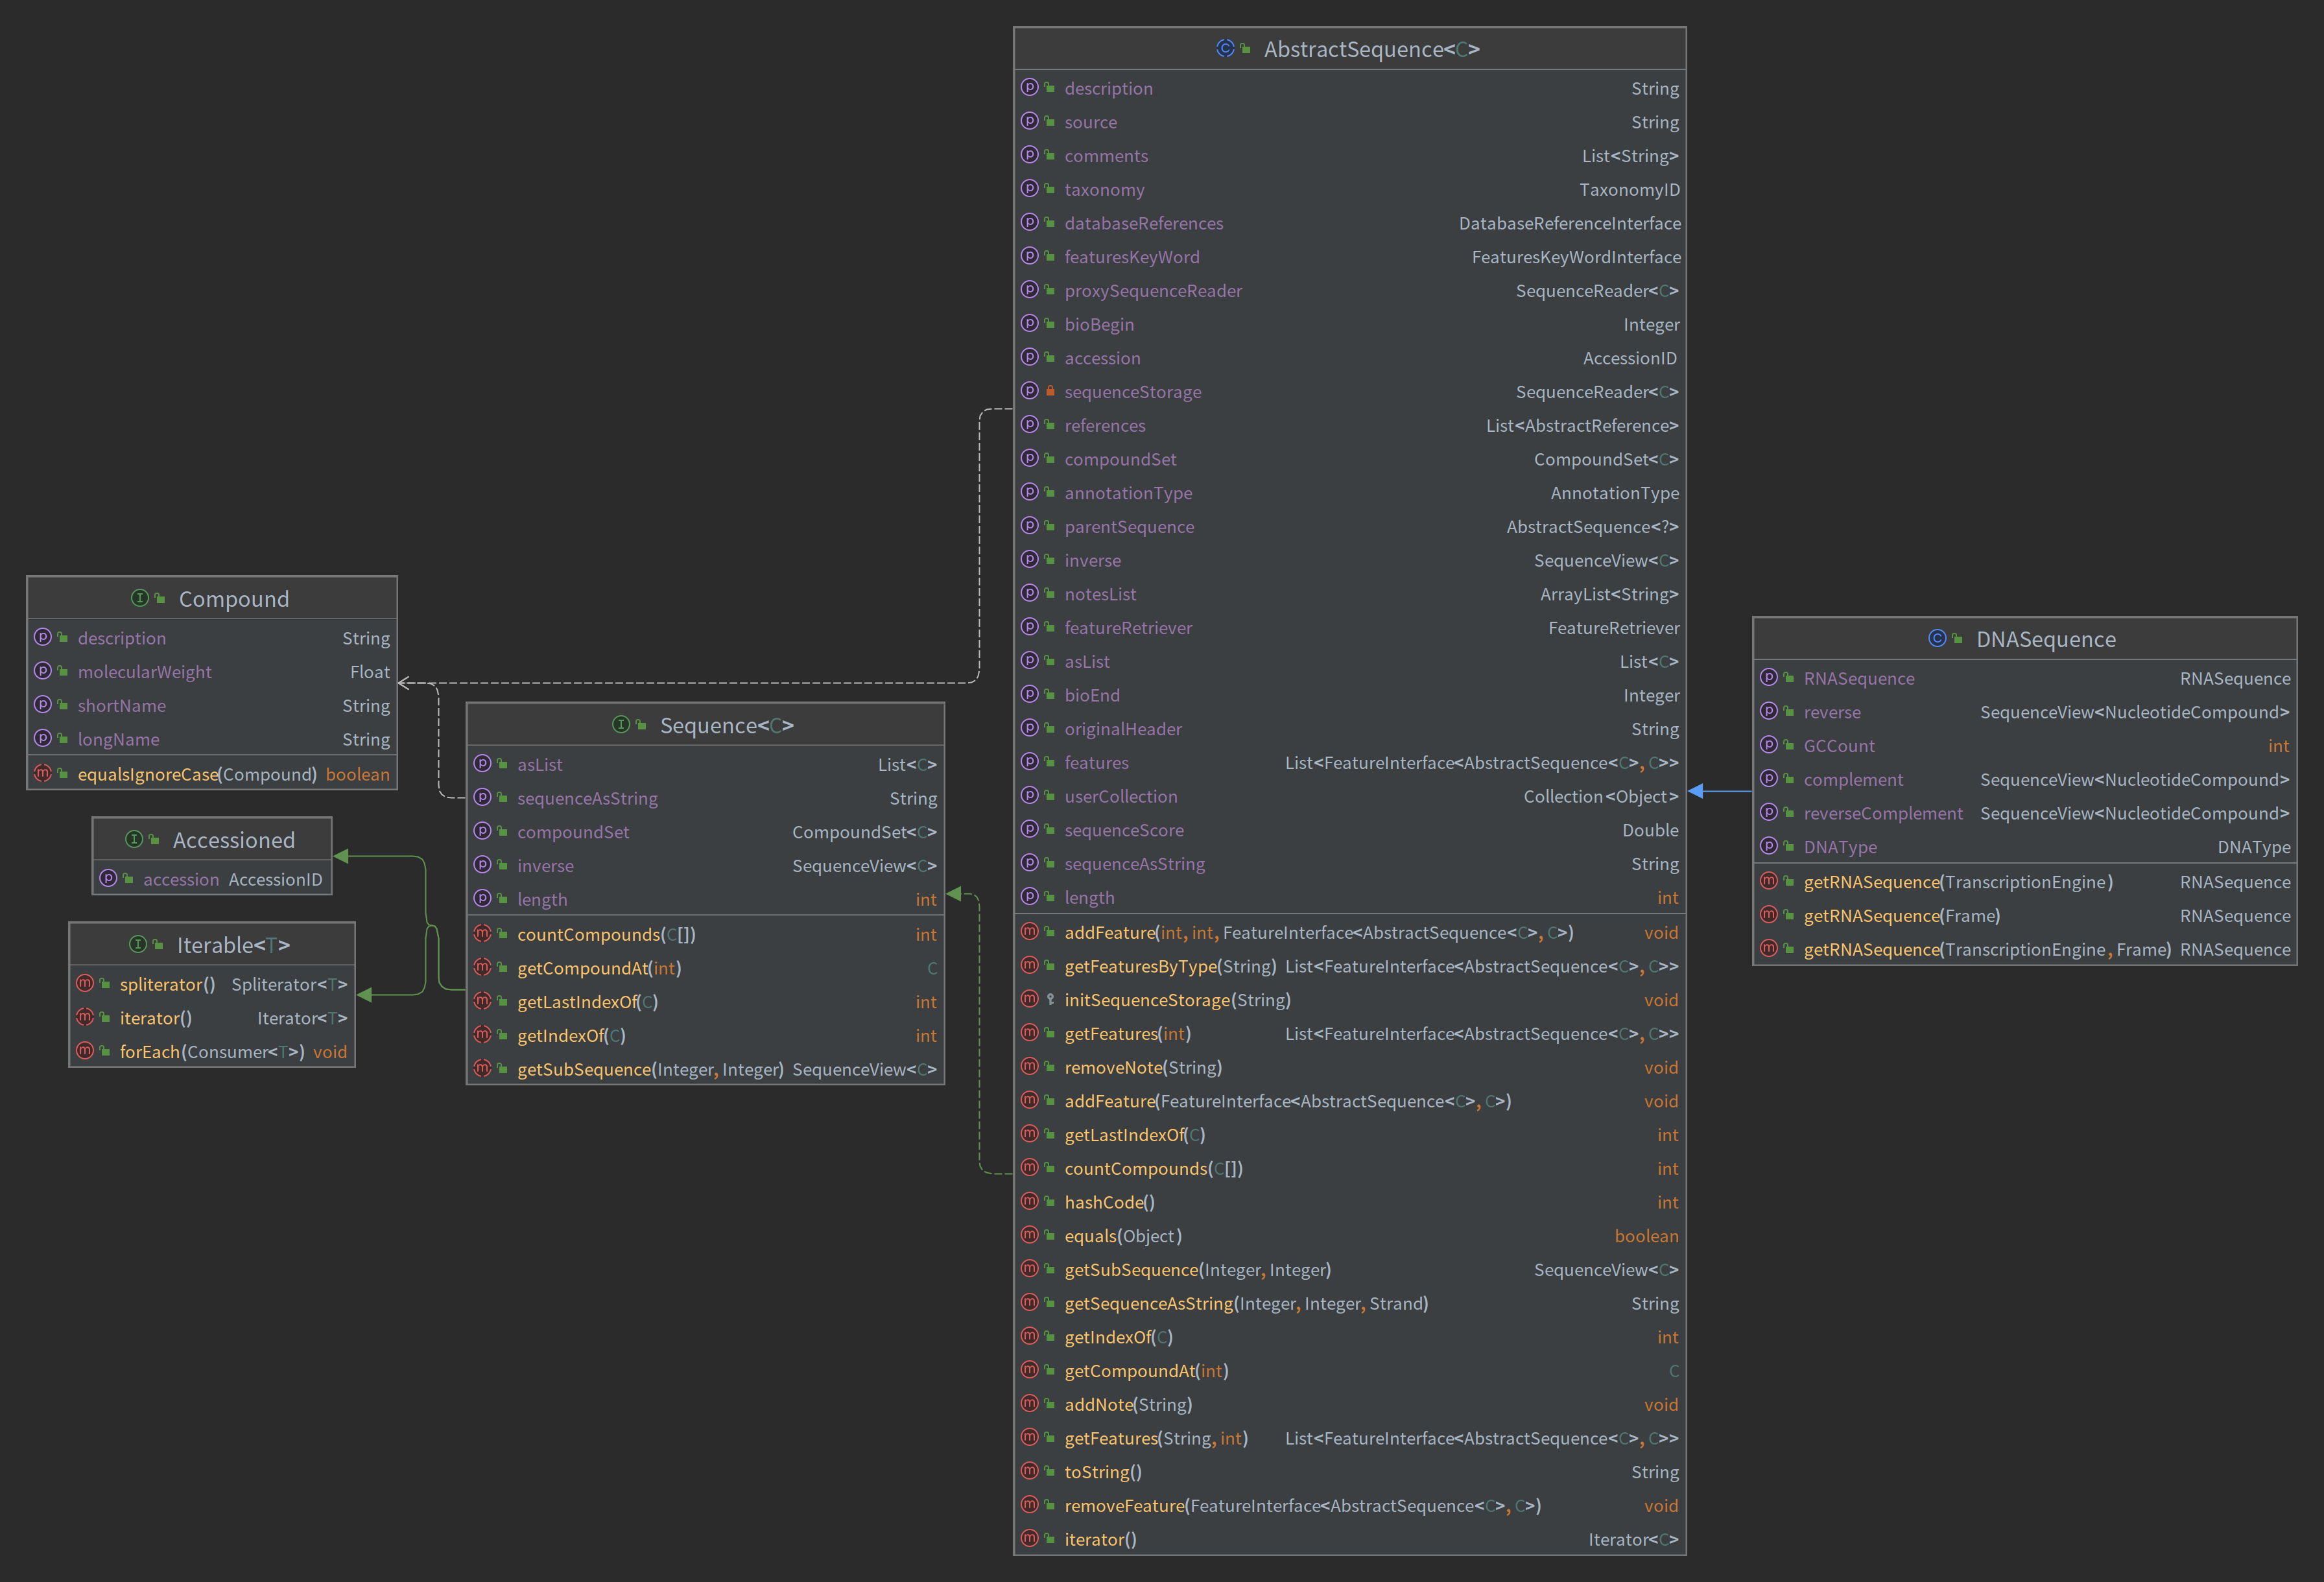 AbstractSequence<C>
description String
source String
comments List<String>
taxonomy TaxonomyID
databaseReferences DatabaseReferenceInterface
featuresKeyWord FeaturesKeyWordInterface
proxySequenceReader SequenceReader<C>
bioBegin Integer
accession AccessionID
sequenceStorage SequenceReader<C>
references List<AbstractReference>
compoundSet CompoundSet<C>
annotationType AnnotationType
parentSequence AbstractSequence<?>
inverse SequenceView<C>
notesList ArrayList<String>
featureRetriever FeatureRetriever
asList List<C>
bioEnd Integer
originalHeader String
features List<FeatureInterface<AbstractSequence<C>, C>>
userCollection Collection<Object>
sequenceScore Double
sequenceAsString String
length int
addFeature(int, int, FeatureInterface<AbstractSequence<C>, C>) void
getFeaturesByType(String) List<FeatureInterface<AbstractSequence<C>, C>>
initSequenceStorage(String) void
getFeatures(int) List<FeatureInterface<AbstractSequence<C>, C>>
removeNote(String) void
addFeature(FeatureInterface<AbstractSequence<C>, C>) void
getLastIndexOf(C) int
countCompounds(C[]) int
hashCode() int
equals(Object) boolean
getSubSequence(Integer, Integer) SequenceView<C>
getSequenceAsString(Integer, Integer, Strand) String
getIndexOf(C) int
getCompoundAt(int) C
addNote(String) void
getFeatures(String, int) List<FeatureInterface<AbstractSequence<C>, C>>
toString() String
removeFeature(FeatureInterface<AbstractSequence<C>, C>) void
iterator() Iterator<C>
Compound
description String
molecularWeight Float
shortName String
longName String
equalsIgnoreCase(Compound) boolean
Accessioned
accession AccessionID
Iterable<T>
spliterator() Spliterator<T>
iterator() Iterator<T>
forEach(Consumer<T>) void
Sequence<C>
asList List<C>
sequenceAsString String
compoundSet CompoundSet<C>
inverse SequenceView<C>
length int
countCompounds(C[]) int
getCompoundAt(int) C
getLastIndexOf(C) int
getIndexOf(C) int
getSubSequence(Integer, Integer) SequenceView<C>
DNASequence
RNASequence RNASequence
reverse SequenceView<NucleotideCompound>
GCCount int
complement SequenceView<NucleotideCompound>
reverseComplement SequenceView<NucleotideCompound>
DNAType DNAType
getRNASequence(TranscriptionEngine) RNASequence
getRNASequence(Frame) RNASequence
getRNASequence(TranscriptionEngine, Frame) RNASequence